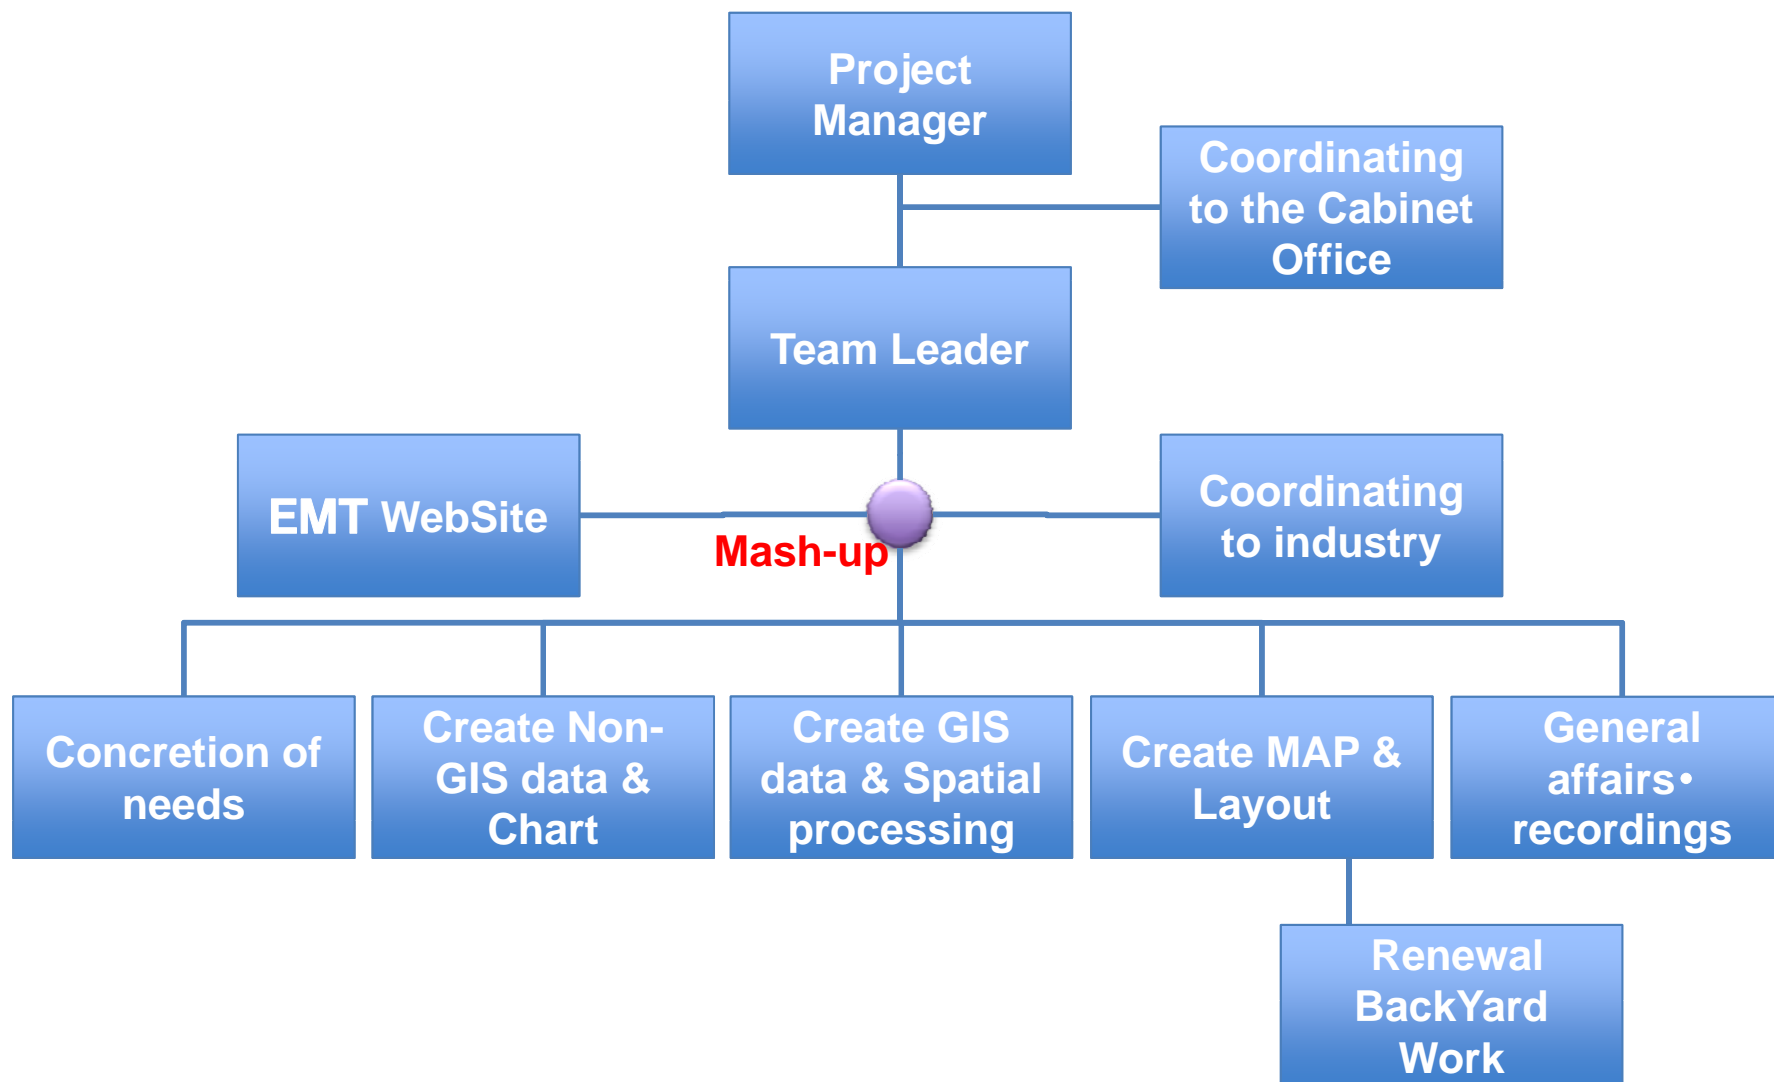 Project
Manager
Coordinating
to the Cabinet
Office
Team Leader
EMT WebSite
Coordinating
to industry
Mash-up
Concretion of
needs
Create Non-
GIS data &
Chart
Create GIS
data & Spatial
processing
Create MAP &
Layout
General
affairs・
recordings
Renewal
BackYard
Work